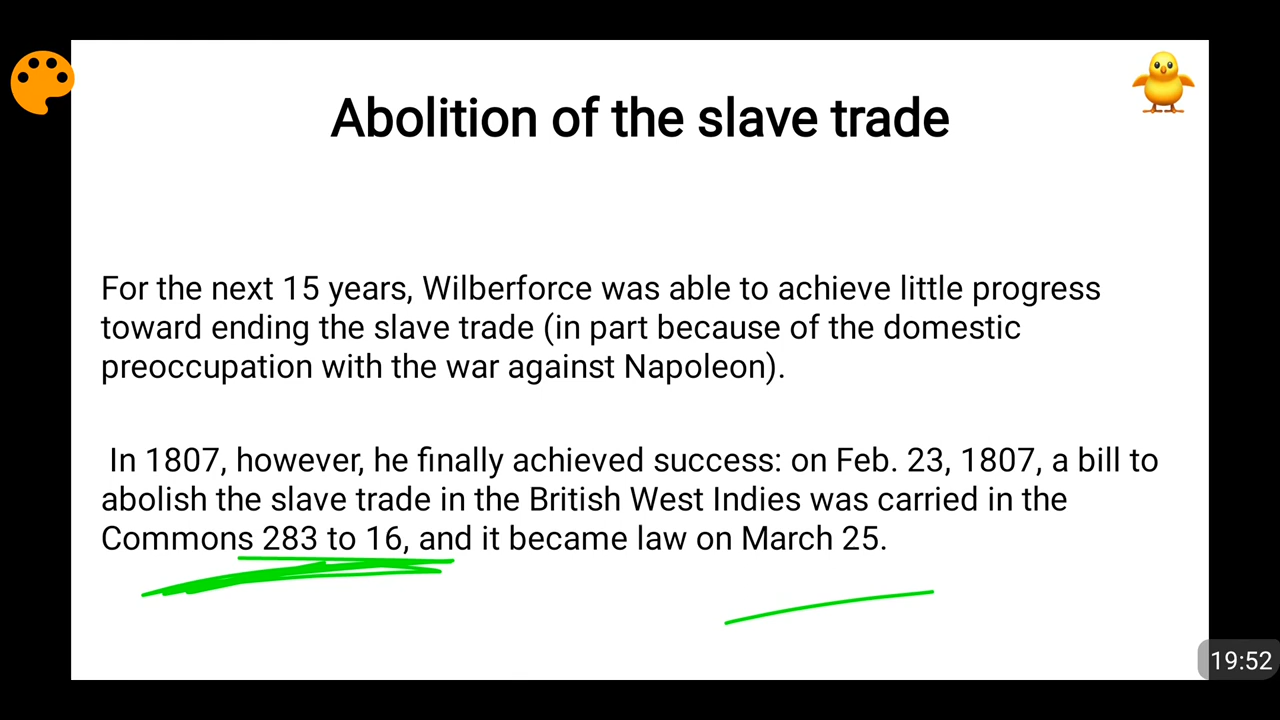 Abolition of the slave trade
For the next 15 years, Wilberforce was able to achieve little progress
toward ending the slave trade (in part because of the domestic
preoccupation with the war against Napoleon).
In 1807, however, he finally achieved success: on Feb. 23, 1807, a bill to
abolish the slave trade in the British West Indies was carried in the
Commons 283 to 16, and it became law on March 25.
19:52